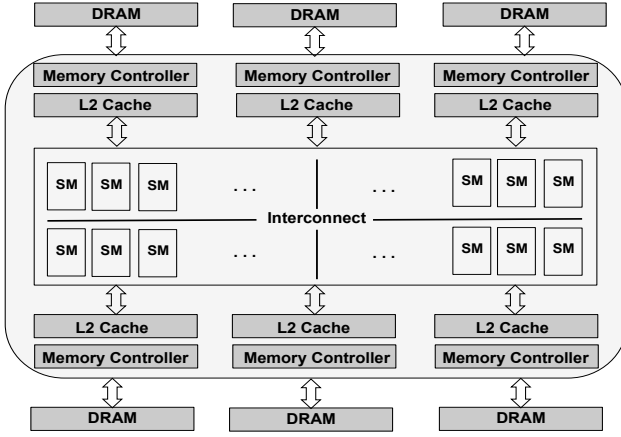 DRAM DRAM DRAM
Memory Controller Memory Controller Memory Controller
L2 Cache L2 Cache L2 Cache
SM SM SM . . . ... SM SM SM
Interconnect
SM SM SM . . . ... SM SM SM
L2 Cache L2 Cache L2 Cache
Memory Controller Memory Controller Memory Controller
DRAM DRAM DRAM